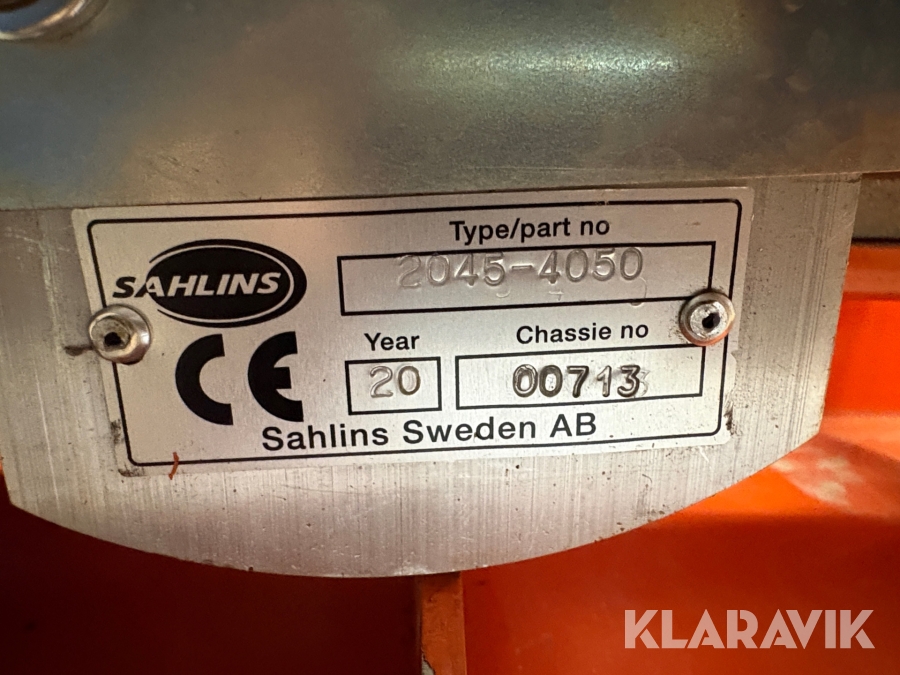 SAHLINS
Type/part no
2045-4050
Year
20
Chassie no
00713
CE
Sahlins Sweden AB
KLARAVIK